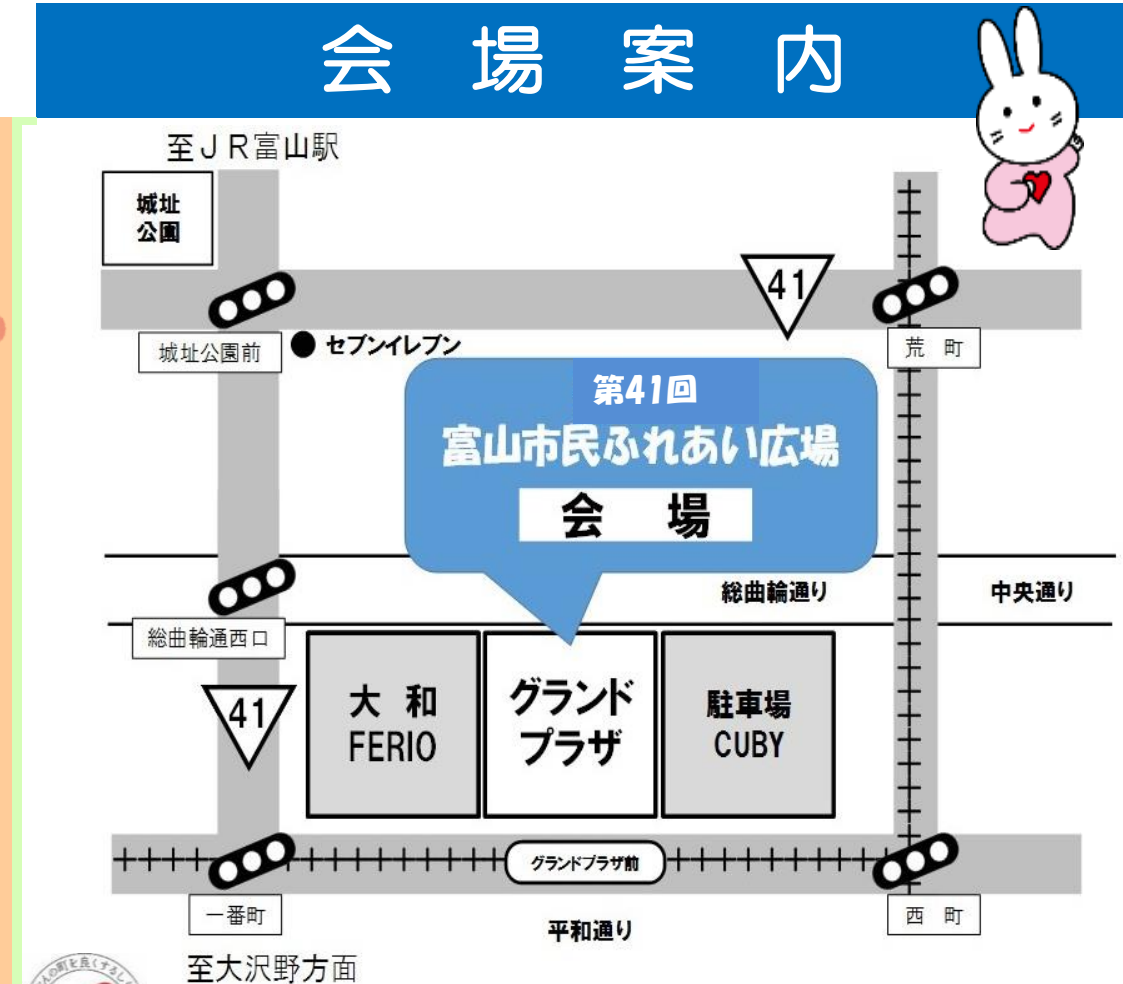 会場案内
至ＪＲ富山駅
城址
公園
41
城址公園前
セブンイレブン
荒町
第41回
富山市民ふれあい広場
会場
総曲輪通り
中央通り
総曲輪通西口
41
大和
FERIO
グランド
プラザ
駐車場
CUBY
グランドプラザ前
一番町
平和通り
西町
至大沢野方面